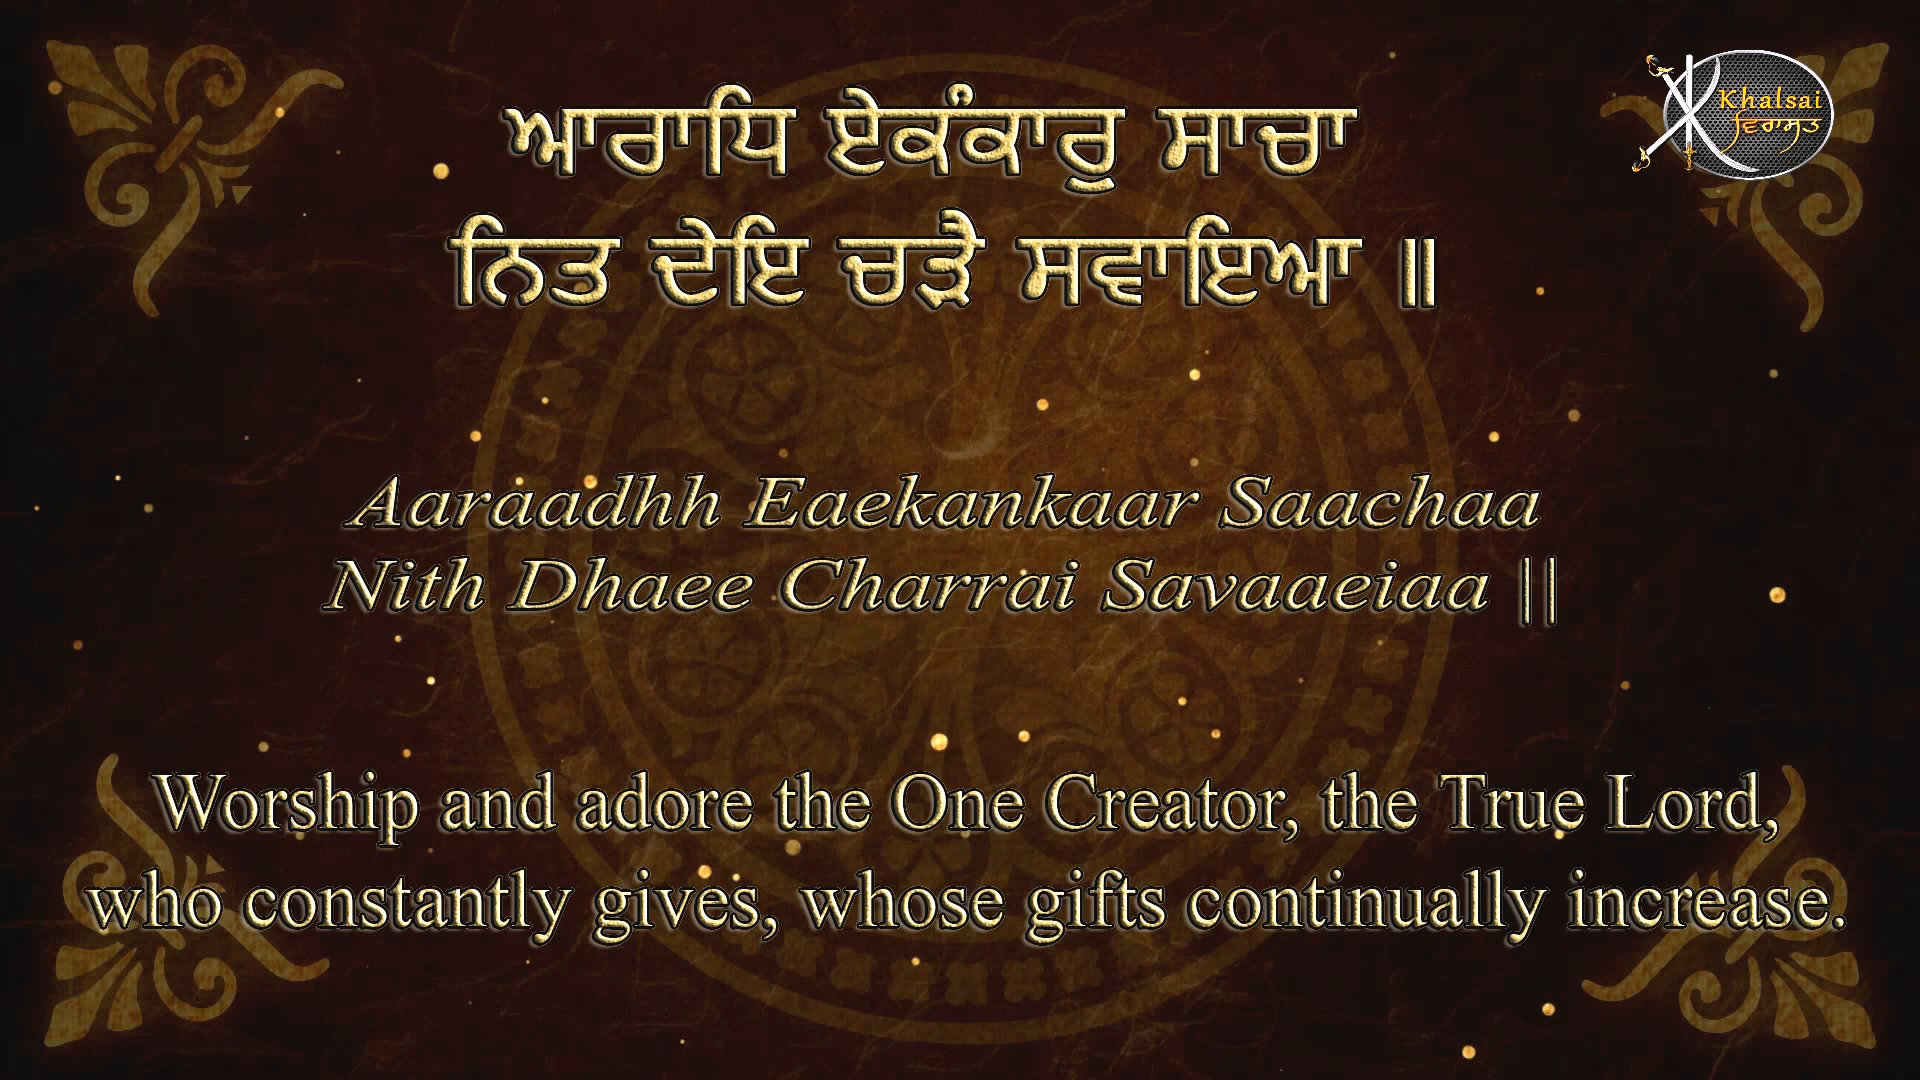 Khalsai
ਵਿਰਾਸਤ
ਆਰਾਧਿ ਏਕੰਕਾਰੁ ਸਾਚਾ
ਨਿਤ ਦੇਇ ਚੜੈ ਸਵਾਇਆ ॥
Aaraadhh Eaekankaar Saachaa
Nith Dhaee Charrai Savaaeiaa ||
Worship and adore the One Creator, the True Lord,
who constantly gives, whose gifts continually increase.